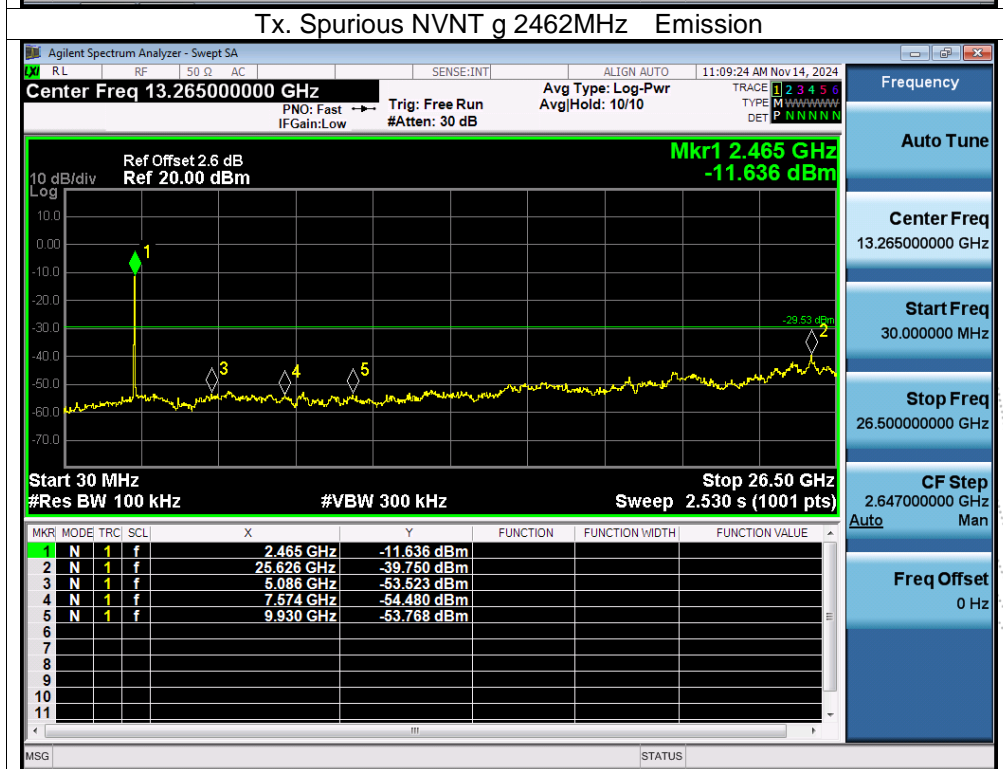 Tx. Spurious NVNT g 2462MHz Emission
Agilent Spectrum Analyzer - Swept SA
LXI RL RF 50 Ω AC SENSE:INT ALIGN AUTO 11:09:24 AM Nov 14, 2024
Center Freq 13.265000000 GHz
PNO: Fast
IFGain:Low
Trig: Free Run
#Atten: 30 dB
Avg Type: Log-Pwr
Avg|Hold: 10/10
TRACE 1 2 3 4 5 6
TYPE M WWWWW
DET P N N N N N
Mkr1 2.465 GHz
-11.636 dBm
Ref Offset 2.6 dB
10 dB/div Ref 20.00 dBm
Log
10.0
0.00
-10.0
-20.0
-30.0
-40.0
-50.0
-60.0
-70.0
1
-29.53 dBm
2
3
4
5
Start 30 MHz Stop 26.50 GHz
#Res BW 100 kHz #VBW 300 kHz Sweep 2.530 s (1001 pts)
MKR MODE TRC SCL X Y FUNCTION FUNCTION WIDTH FUNCTION VALUE
1 N 1 f 2.465 GHz -11.636 dBm
2 N 1 f 25.626 GHz -39.750 dBm
3 N 1 f 5.086 GHz -53.523 dBm
4 N 1 f 7.574 GHz -54.480 dBm
5 N 1 f 9.930 GHz -53.768 dBm
6
7
8
9
10
11
MSG STATUS
Frequency
Auto Tune
Center Freq
13.265000000 GHz
Start Freq
30.000000 MHz
Stop Freq
26.500000000 GHz
CF Step
2.647000000 GHz
Auto Man
Freq Offset
0 Hz